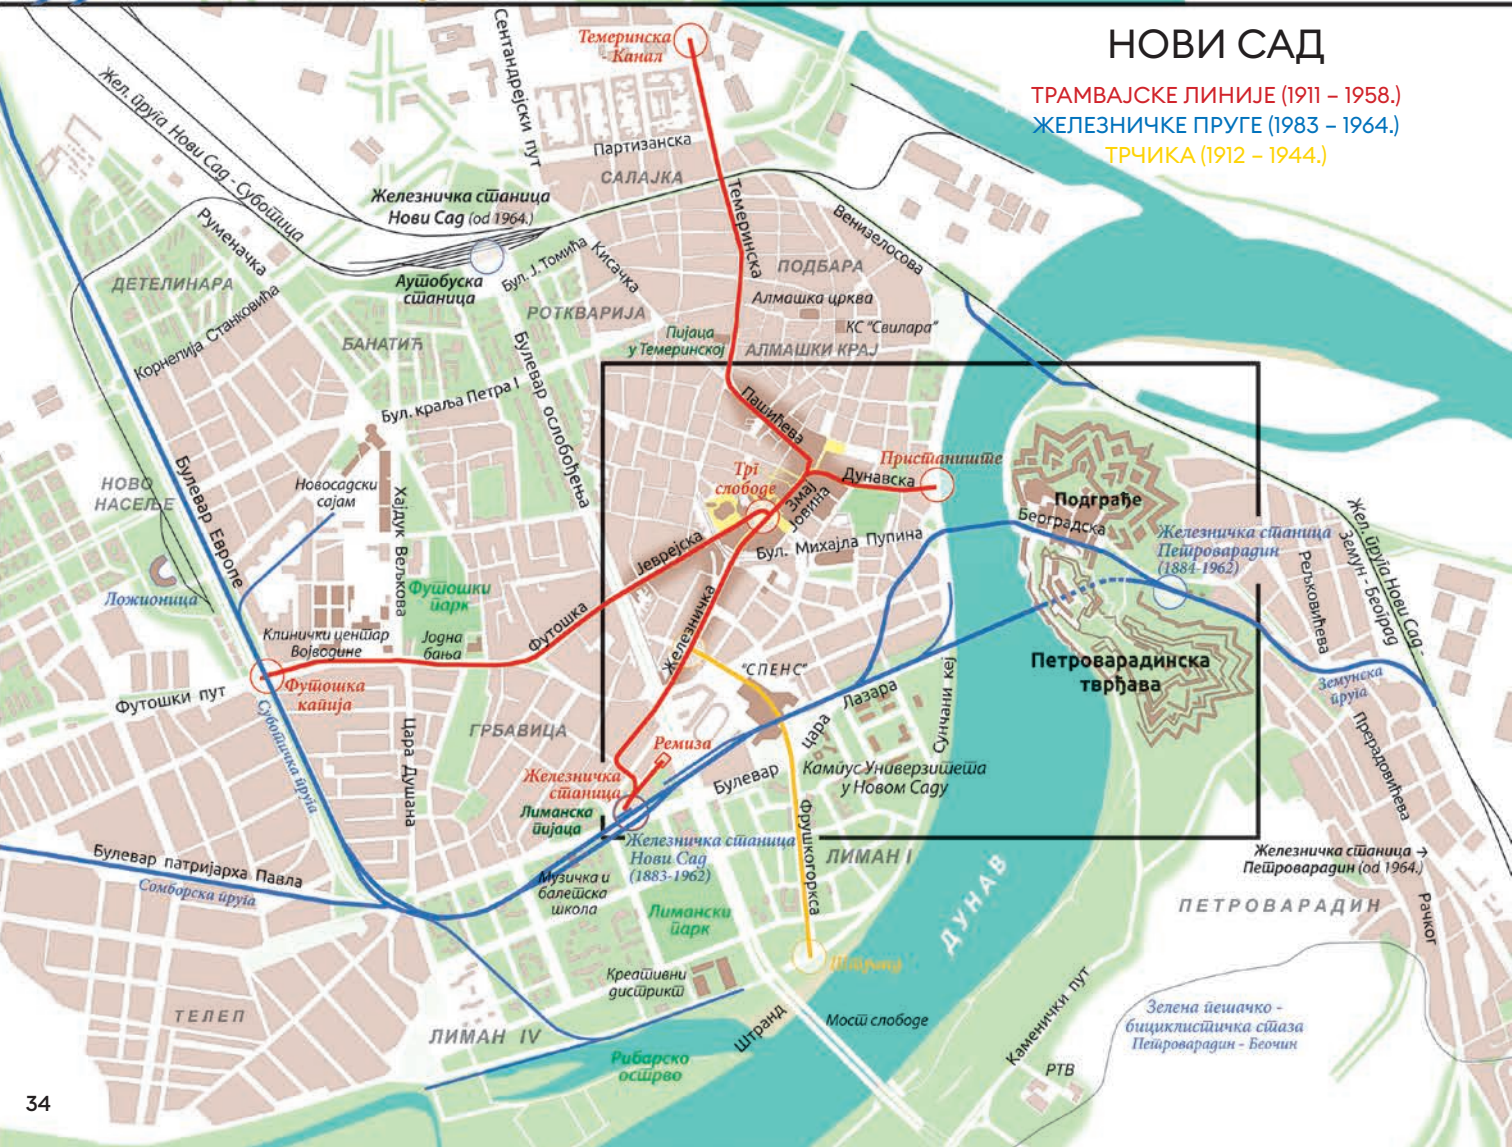 НОВИ САД
ТРАМВАЈСКЕ ЛИНИЈЕ (1911 – 1958.)
ЖЕЛЕЗНИЧКЕ ПРУГЕ (1983 – 1964.)
ТРЧИКА (1912 – 1944.)
Темеринска
- Канал
Сентандрејски пут
Жел. пруга Нови Сад - Суботица
Партизанска
САЛАЈКА
Железничка станица
Нови Сад (od 1964.)
Темеринска
Венизелосова
Руменачка
ДЕТЕЛИНАРА
Аутобуска
станица
Бул. Ј. Томића
Кисачка
ПОДБАРА
Алмашка црква
КС "Свилара"
РОТКВАРИЈА
Корнелија Станковића
БАНАТИЋ
Пијаца
у Темеринској
АЛМАШКИ КРАЈ
Булевар ослобођења
Бул. краља Петра I
Пашићева
Пристаниште
Дунавска
Трг
слободе
Змај
Јовина
НОВО
НАСЕЉЕ
Новосадски
сајам
Булевар Европе
Хајдук Вељкова
Јеврејска
Бул. Михајла Пупина
Подграђе
Београдска
Железничка станица
Петроварадин
(1884-1962)
Жел. пруга Нови Сад -
Земун - Београд
Рељковићева
Ложионица
Футошки
парк
Клинички центар
Војводине
Јодна
бања
Футошка
Железничка
"СПЕНС"
Петроварадинска
тврђава
Земунска
пруга
Футошки пут
Футошка
капија
Суботичка пруга
Цара Душана
ГРБАВИЦА
Ремиза
Железничка
станица
Лиманска
пијаца
Булевар
цара
Лазара
Сунчани кеј
Кампус Универзитета
у Новом Саду
Прерадовићева
Железничка станица
Нови Сад
(1883-1962)
Фрушкогоркса
ЛИМАН I
Железничка станица →
Петроварадин (od 1964.)
Булевар патријарха Павла
Сомборска пруга
Музичка и
балетска
школа
Лимански
парк
ДУНАВ
ПЕТРОВАРАДИН
Рачког
Штранд
Креативни
дистрикт
ТЕЛЕП
ЛИМАН IV
Рибарско
острво
Штранд
Мост слободе
Каменички пут
РТВ
Зелена пешачко -
бициклистичка стаза
Петроварадин - Беочин
34